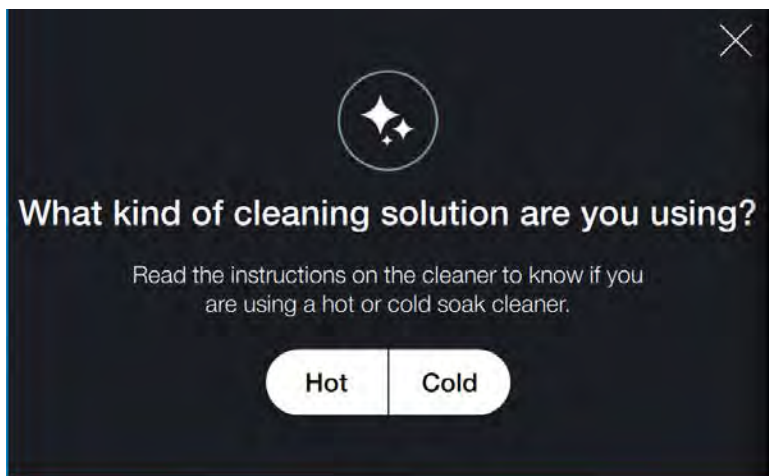 What kind of cleaning solution are you using?
Read the instructions on the cleaner to know if you
are using a hot or cold soak cleaner.
Hot Cold